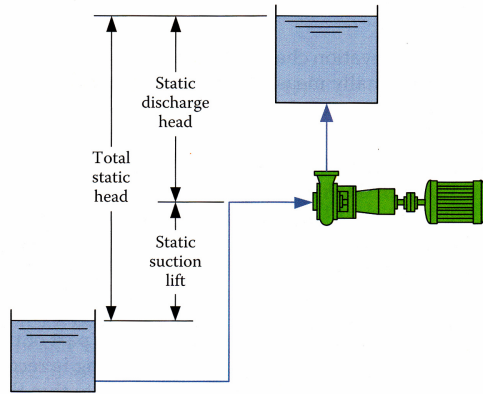 Static
discharge
head
Total
static
head
Static
suction
lift